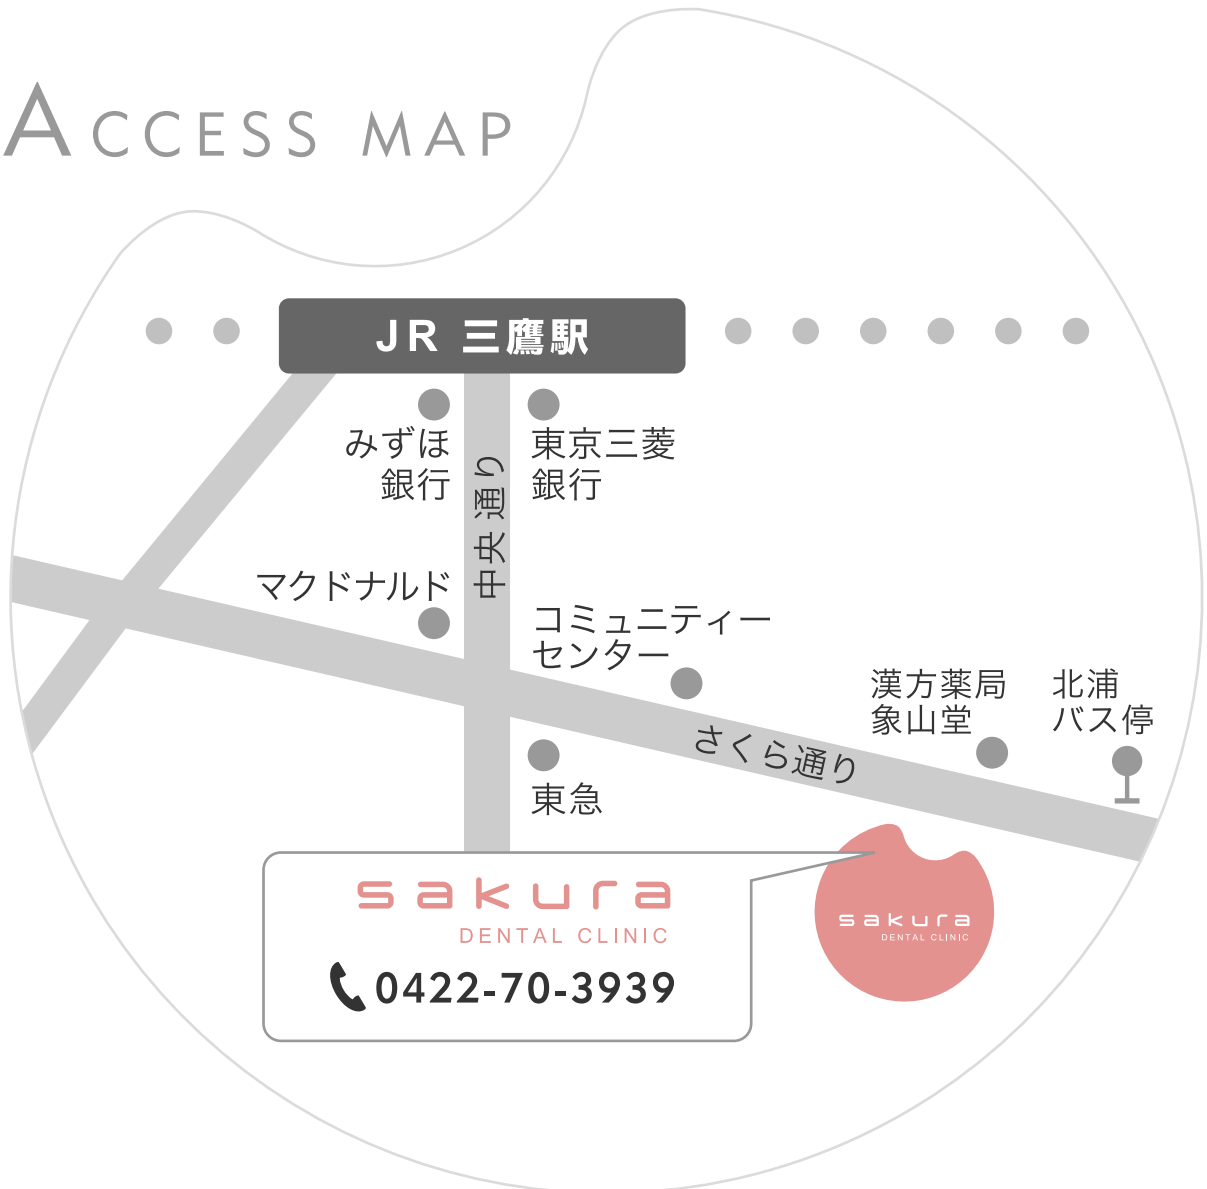 ACCESS MAP
JR 三鷹駅
みずほ
銀行
東京三菱
銀行
中央通り
マクドナルド
コミュニティー
センター
漢方薬局
象山堂
北浦
バス停
さくら通り
東急
sakura
DENTAL CLINIC
0422-70-3939
sakura
DENTAL CLINIC